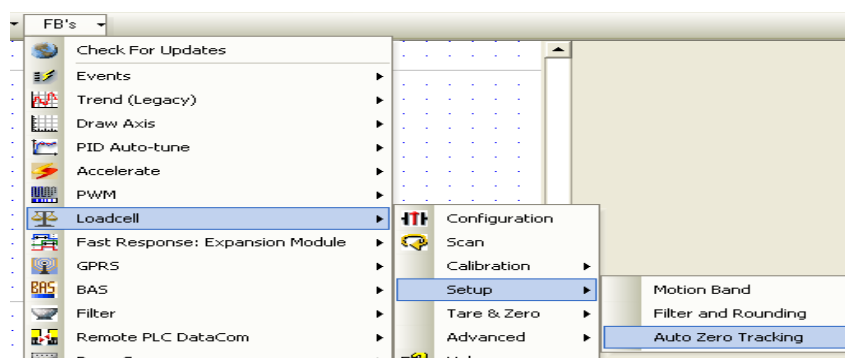 FB's
Check For Updates
Events
Trend (Legacy)
Draw Axis
PID Auto-tune
Accelerate
PWM
Loadcell
Configuration
Fast Response: Expansion Module
Scan
GPRS
Calibration
BAS BAS
Setup
Motion Band
Filter
Tare & Zero
Filter and Rounding
Remote PLC DataCom
Advanced
Auto Zero Tracking